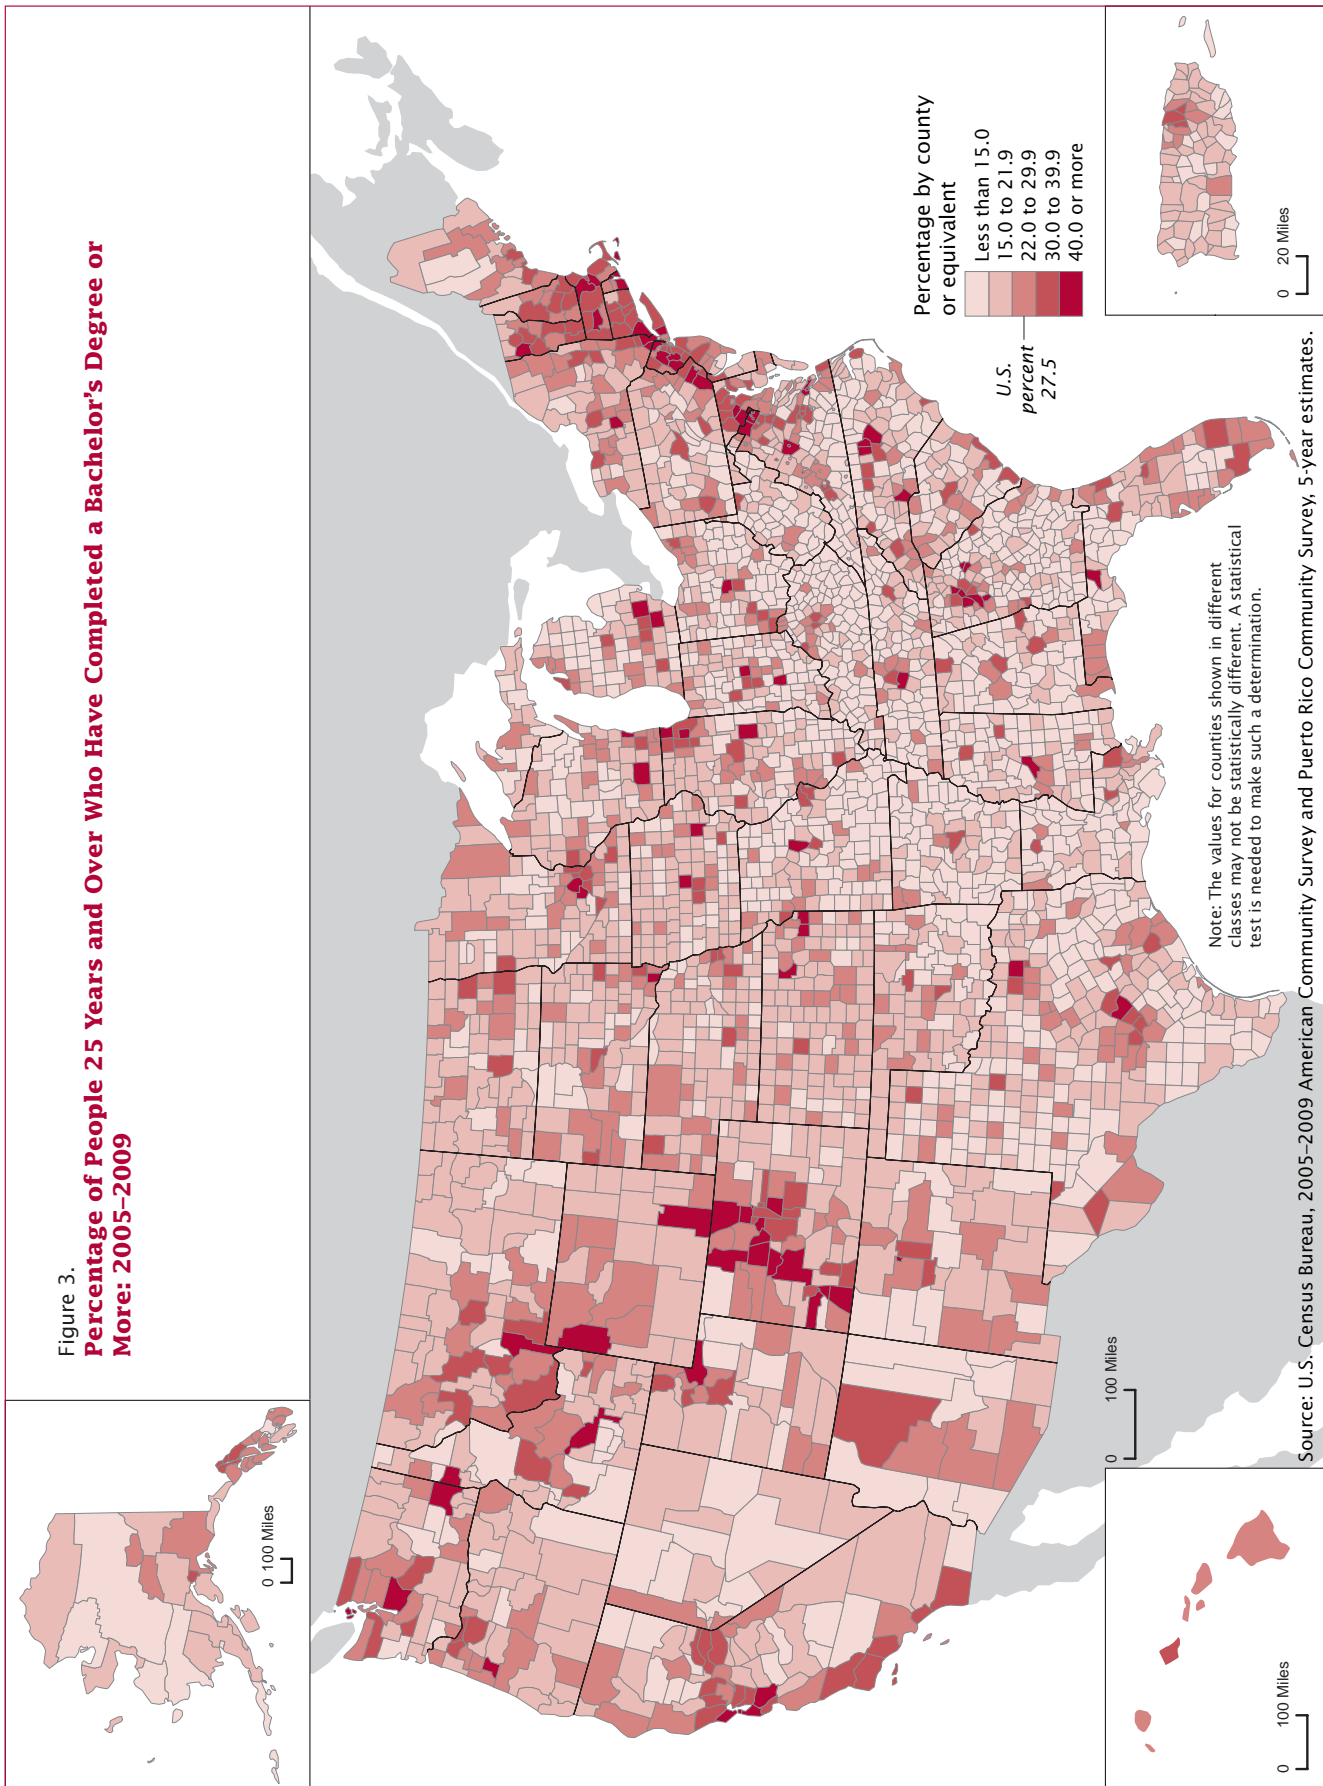 Figure 3.
Percentage of People 25 Years and Over Who Have Completed a Bachelor's Degree or
More: 2005–2009
0 100 Miles
Percentage by county
or equivalent
Less than 15.0
15.0 to 21.9
22.0 to 29.9
30.0 to 39.9
40.0 or more
U.S.
percent
27.5
Note: The values for counties shown in different
classes may not be statistically different. A statistical
test is needed to make such a determination.
0 100 Miles
0 100 Miles
0 20 Miles
Source: U.S. Census Bureau, 2005–2009 American Community Survey and Puerto Rico Community Survey, 5-year estimates.